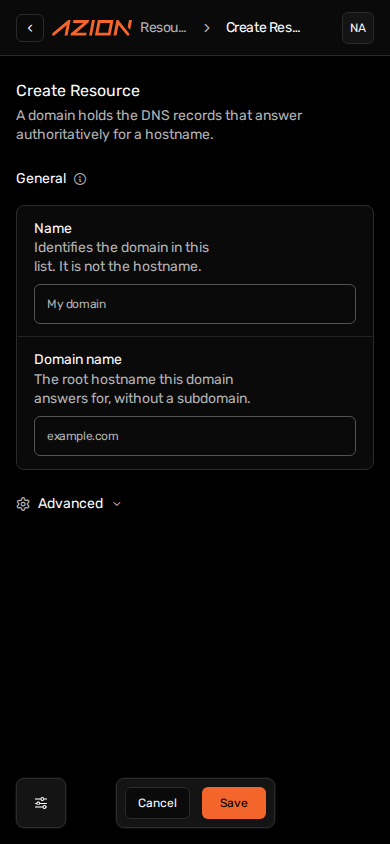 AZION Resou... Create Res... NA
Create Resource
A domain holds the DNS records that answer
authoritatively for a hostname.
General
Name
Identifies the domain in this
list. It is not the hostname.
My domain
Domain name
The root hostname this domain
answers for, without a subdomain.
example.com
Advanced
Cancel Save